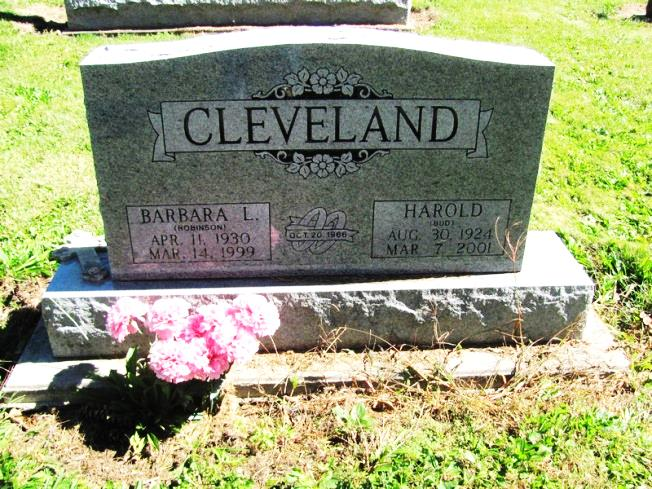 CLEVELAND
BARBARA L.
(ROBINSON)
APR. 11, 1930
MAR. 14, 1999
OCT. 20, 1966
HAROLD
(BUD)
AUG. 30, 1924
MAR. 7, 2001